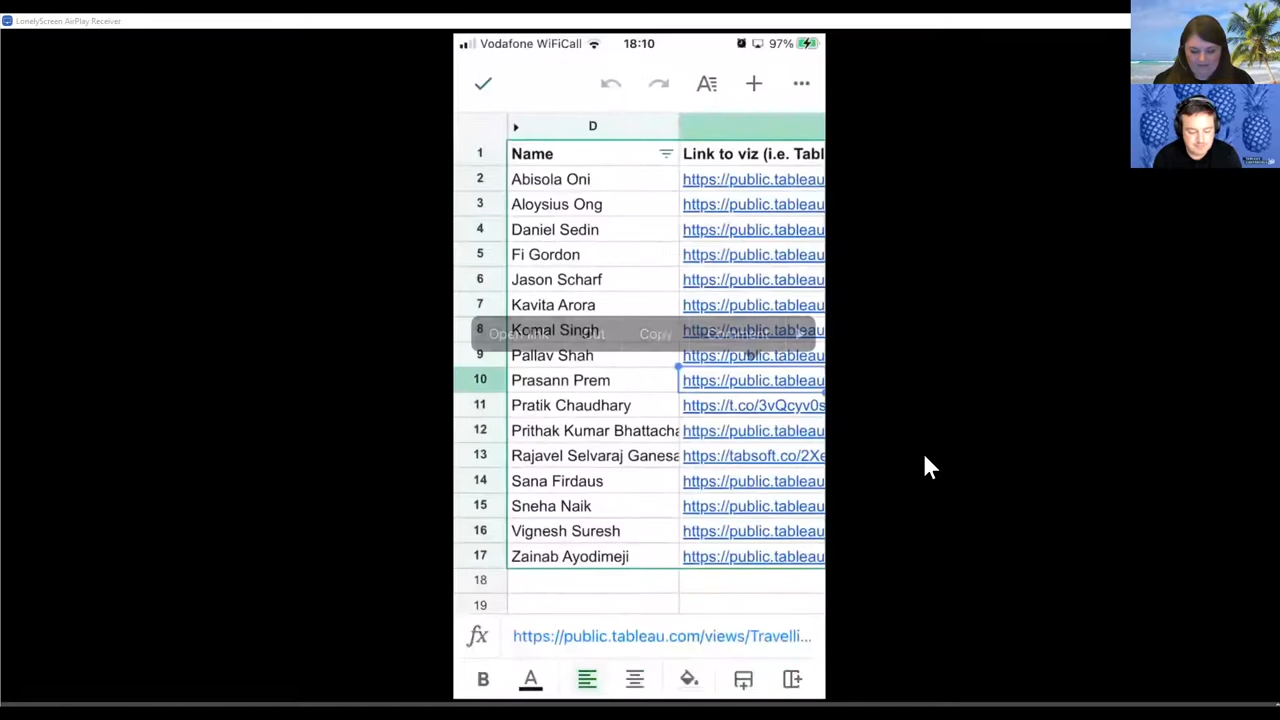 LonelyScreen AirPlay Receiver
Vodafone WiFiCall 18:10 97%
D
1 Name Link to viz (i.e. Tabl
2 Abisola Oni https://public.tableau
3 Aloysius Ong https://public.tableau
4 Daniel Sedin https://public.tableau
5 Fi Gordon https://public.tableau
6 Jason Scharf https://public.tableau
7 Kavita Arora https://public.tableau
8 Komal Singh https://public.tableau
Open link Cut Copy Comment
9 Pallav Shah https://public.tableau
10 Prasann Prem https://public.tableau
11 Pratik Chaudhary https://t.co/3vQcyv0s
12 Prithak Kumar Bhattacha https://public.tableau
13 Rajavel Selvaraj Ganesa https://tabsoft.co/2Xe
14 Sana Firdaus https://public.tableau
15 Sneha Naik https://public.tableau
16 Vignesh Suresh https://public.tableau
17 Zainab Ayodimeji https://public.tableau
18
19
fx https://public.tableau.com/views/Travelli...
B A